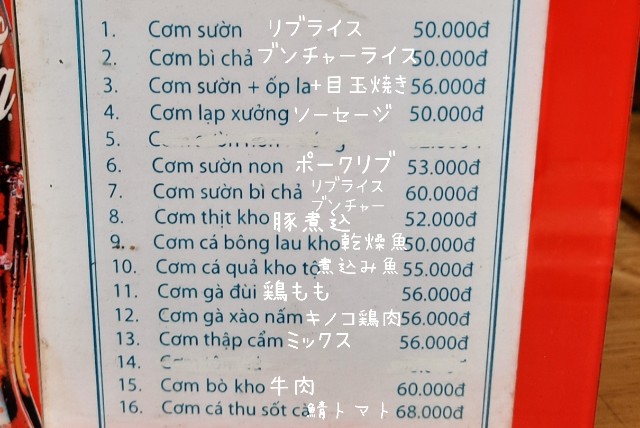 1. Cơm sườn リブライス 50.000đ
2. Cơm bì chả ブンチャーライス 50.000đ
3. Cơm sườn + ốp la +目玉焼き 56.000đ
4. Cơm lạp xưởng ソーセージ 50.000đ
5.
6. Cơm sườn non ポークリブ 53.000đ
7. Cơm sườn bì chả リブライス ブンチャー 60.000đ
8. Cơm thịt kho 豚煮込 52.000đ
9. Cơm cá bông lau kho 乾燥魚 50.000đ
10. Cơm cá quả kho tộ 煮込み魚 55.000đ
11. Cơm gà đùi 鶏もも 56.000đ
12. Cơm gà xào nấm キノコ鶏肉 56.000đ
13. Cơm thập cẩm ミックス 56.000đ
14.
15. Cơm bò kho 牛肉 60.000đ
16. Cơm cá thu sốt cà 鯖トマト 68.000đ